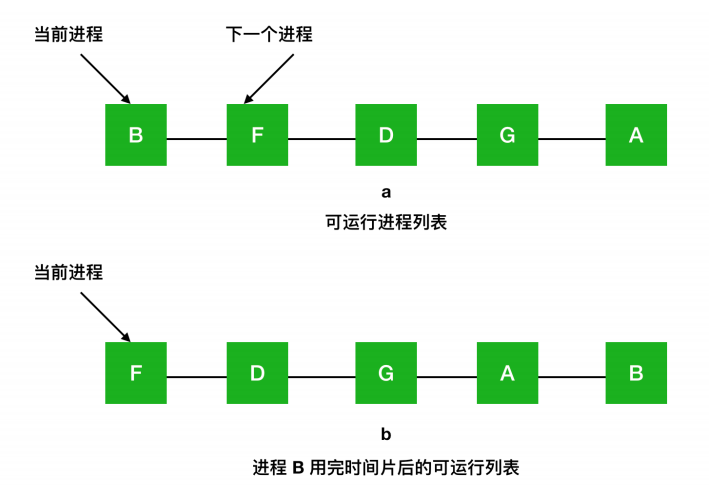 当前进程 下一个进程
B F D G A
a
可运行进程列表
当前进程
F D G A B
b
进程 B 用完时间片后的可运行列表